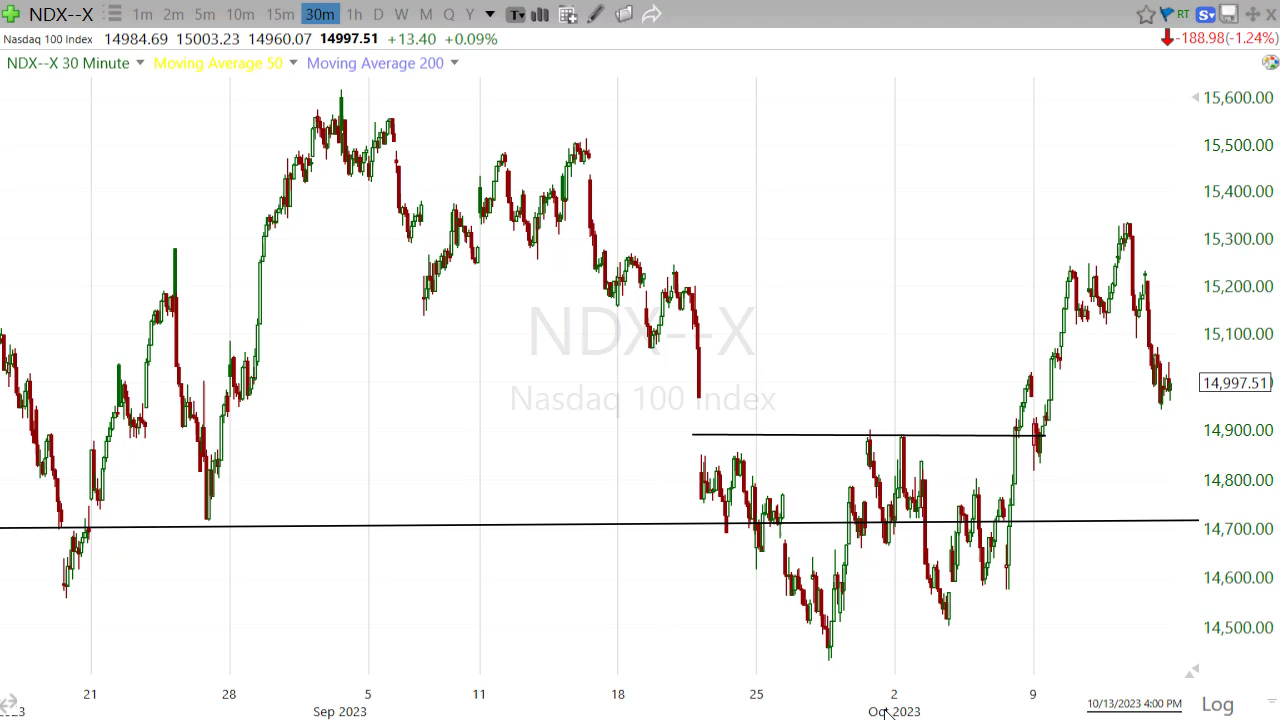 NDX--X 1m 2m 5m 10m 15m 30m 1h D W M Q Y T RT S
Nasdaq 100 Index 14984.69 15003.23 14960.07 14997.51 +13.40 +0.09% -188.98 (-1.24%)
NDX--X 30 Minute Moving Average 50 Moving Average 200
15,600.00
15,500.00
15,400.00
15,300.00
15,200.00
15,100.00
14,997.51
14,900.00
14,800.00
14,700.00
14,600.00
14,500.00
NDX--X
Nasdaq 100 Index
21 28 5 11 18 25 2 9
Sep 2023 Oct 2023
10/13/2023 4:00 PM Log